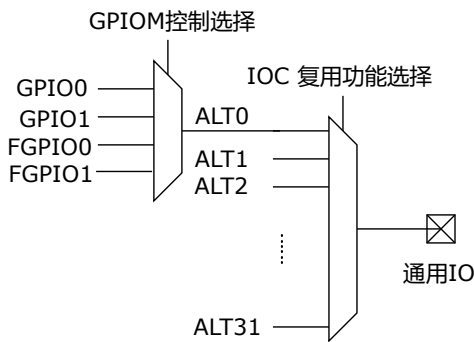 GPIOM控制选择
IOC 复用功能选择
GPIO0
GPIO1
FGPIO0
FGPIO1
ALT0
ALT1
ALT2
ALT31
通用IO